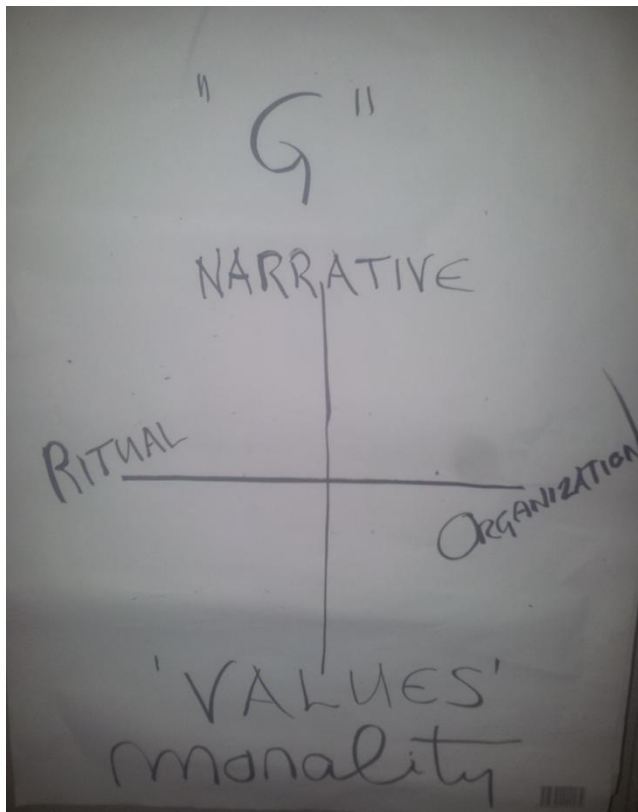 "G"
NARRATIVE
RITUAL
ORGANIZATION
'VALUES'
morality